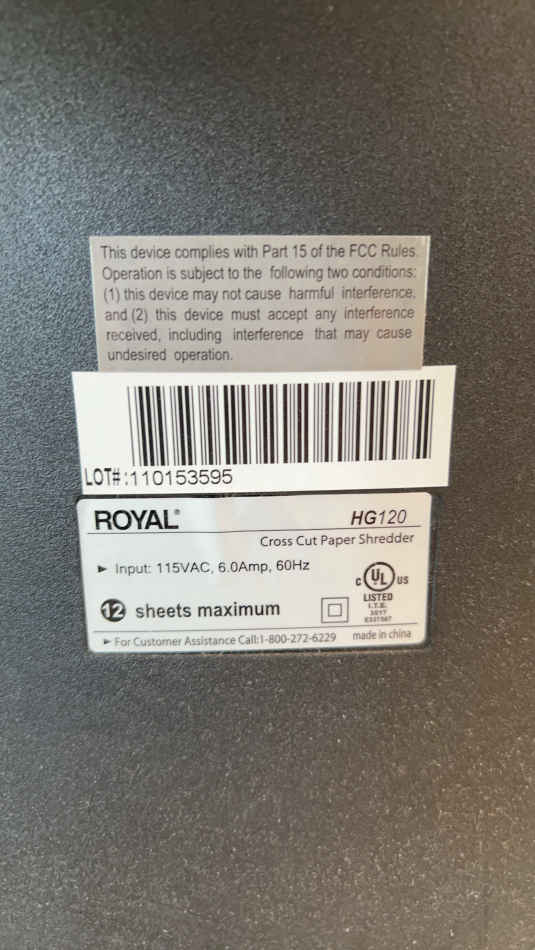 This device complies with Part 15 of the FCC Rules.
Operation is subject to the following two conditions:
(1) this device may not cause harmful interference,
and (2) this device must accept any interference
received, including interference that may cause
undesired operation.
LOT#:110153595
ROYAL®
HG120
Cross Cut Paper Shredder
► Input: 115VAC, 6.0Amp, 60Hz
c UL US
LISTED
I.T.E.
3017
12 sheets maximum
► For Customer Assistance Call:1-800-272-6229
made in china